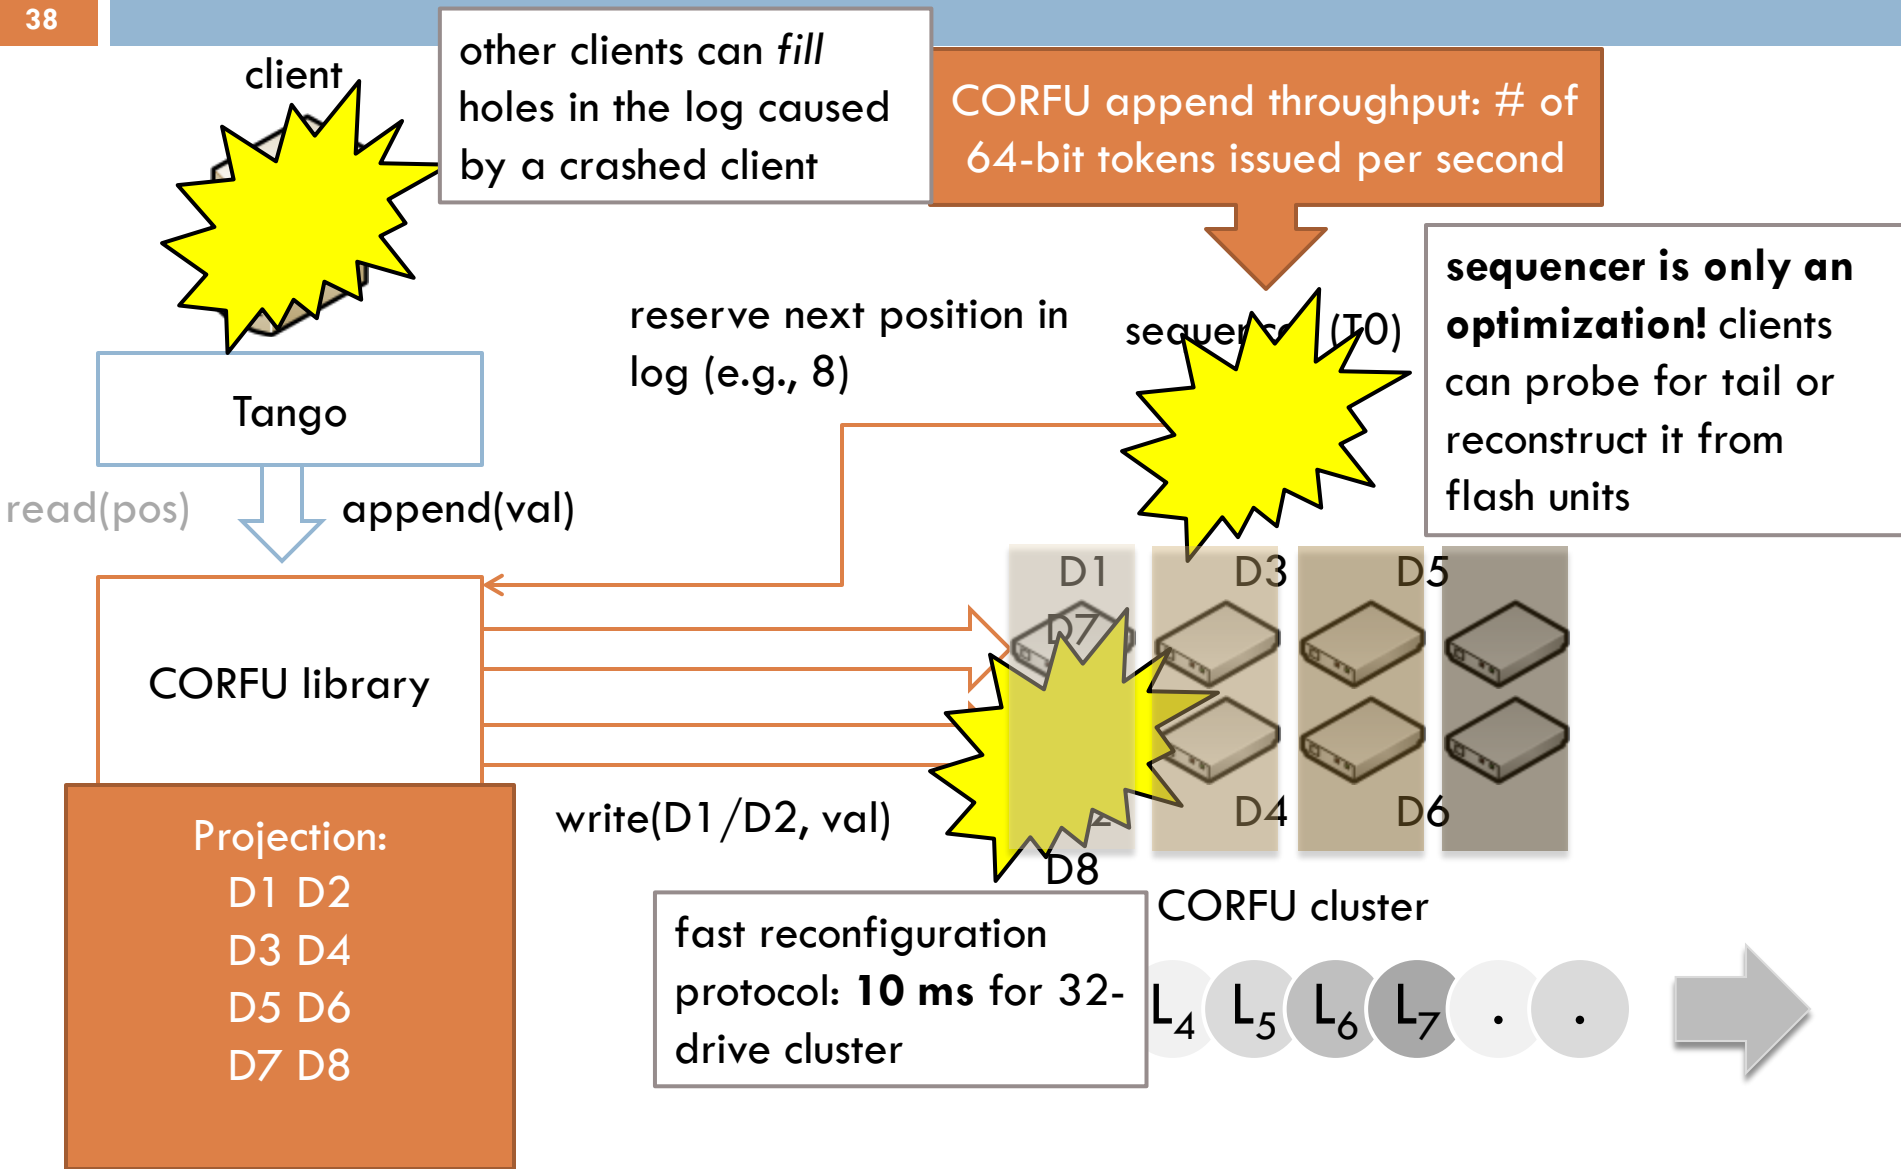 38
client
other clients can fill
holes in the log caused
by a crashed client
CORFU append throughput: # of
64-bit tokens issued per second
sequencer is only an
optimization! clients
can probe for tail or
reconstruct it from
flash units
reserve next position in
log (e.g., 8)
(T0)
Tango
read(pos)
append(val)
CORFU library
D1
D3
D5
D7
D4
D6
D8
write(D1/D2, val)
Projection:
D1 D2
D3 D4
D5 D6
D7 D8
CORFU cluster
fast reconfiguration
protocol: 10 ms for 32-
drive cluster
L4 L5 L6 L7 . .